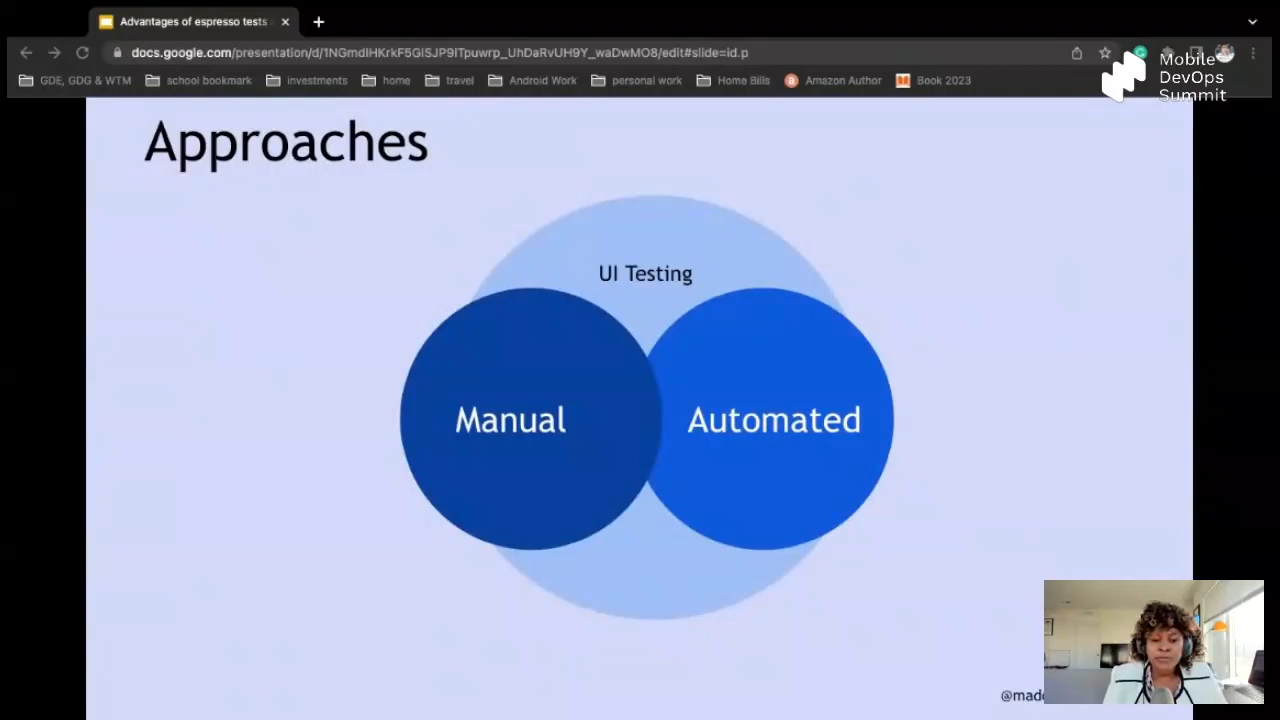 Advantages of espresso tests
docs.google.com/presentation/d/1NGmdIHKrkF5GlSJP9lTpuwrp_UhDaRvUH9Y_waDwMO8/edit#slide=id.p
GDE, GDG & WTM school bookmark investments home travel Android Work personal work Home Bills Amazon Author Book 2023
Mobile
DevOps
Summit
Approaches
UI Testing
Manual Automated